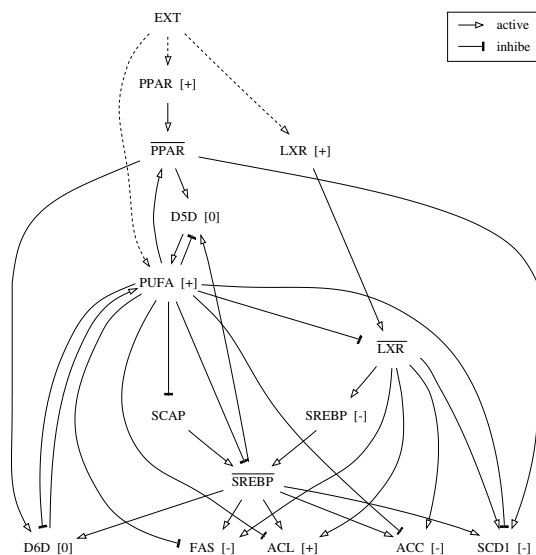 EXT
active
inhibe
PPAR [+]
PPAR
LXR [+]
D5D [0]
PUFA [+]
LXR
SCAP
SREBP [-]
SREBP
D6D [0]
FAS [-]
ACL [+]
ACC [-]
SCD1 [-]